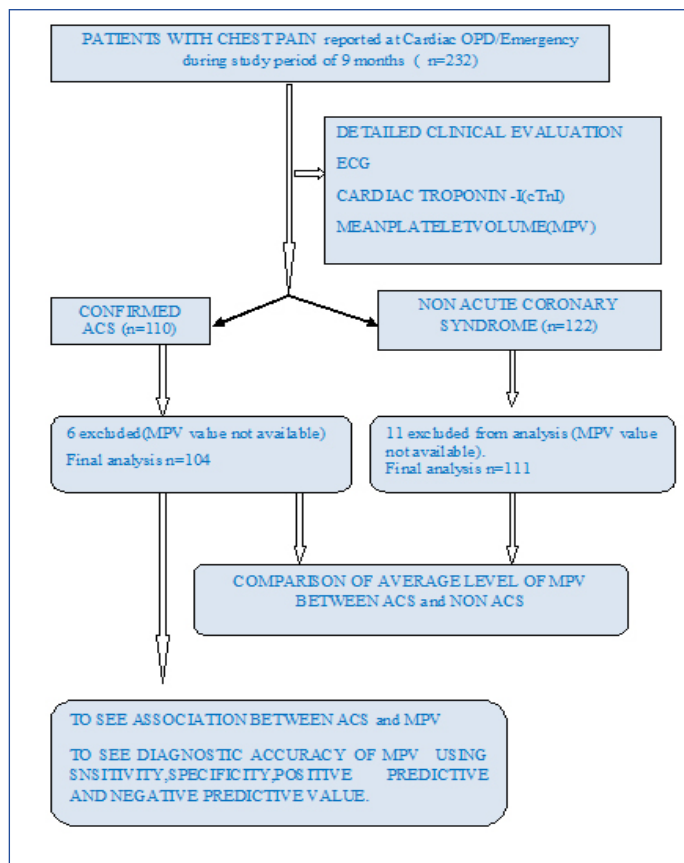 PATIENTS WITH CHEST PAIN reported at Cardiac OPD/Emergency
during study period of 9 months ( n=232)
DETAILED CLINICAL EVALUATION
ECG
CARDIAC TROPONIN -I(cTnI)
MEANPLATELETVOLUME(MPV)
CONFIRMED
ACS (n=110)
NON ACUTE CORONARY
SYNDROME (n=122)
6 excluded(MPV value not available)
Final analysis n=104
11 excluded from analysis (MPV value
not available).
Final analysis n=111
COMPARISON OF AVERAGE LEVEL OF MPV
BETWEEN ACS and NON ACS
TO SEE ASSOCIATION BETWEEN ACS and MPV
TO SEE DIAGNOSTIC ACCURACY OF MPV USING
SNSITIVITY,SPECIFICITY,POSITIVE PREDICTIVE
AND NEGATIVE PREDICTIVE VALUE.